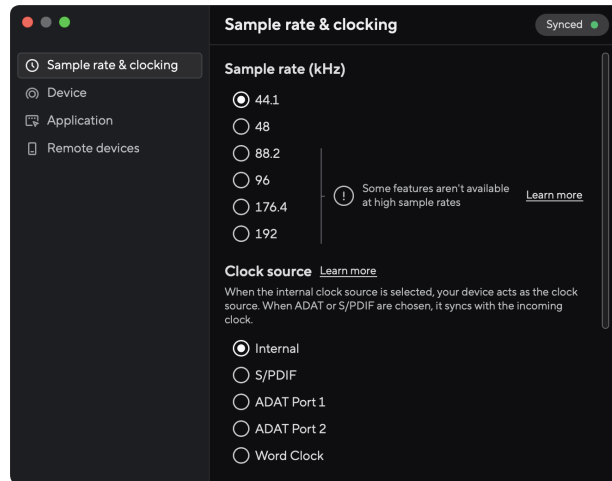 Sample rate & clocking
Device
Application
Remote devices
Sample rate & clocking
Synced
Sample rate (kHz)
44.1
48
88.2
96
176.4
192
Some features aren't available
at high sample rates
Learn more
Clock source Learn more
When the internal clock source is selected, your device acts as the clock
source. When ADAT or S/PDIF are chosen, it syncs with the incoming
clock.
Internal
S/PDIF
ADAT Port 1
ADAT Port 2
Word Clock